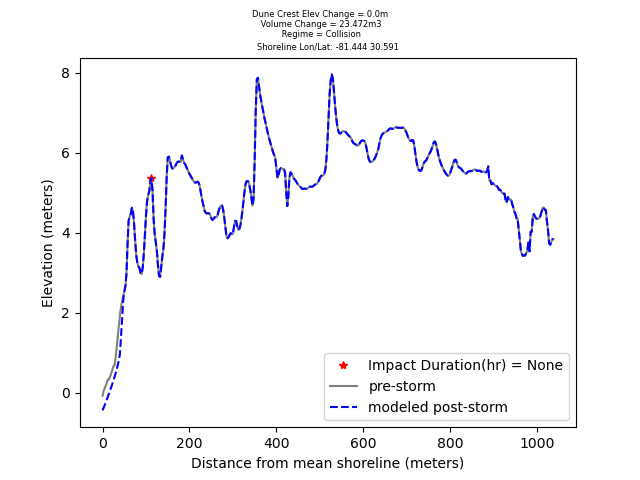 Dune Crest Elev Change = 0.0m
Volume Change = 23.472m3
Regime = Collision
Shoreline Lon/Lat: -81.444 30.591
8
6
4
2
0
Elevation (meters)
Impact Duration(hr) = None
pre-storm
modeled post-storm
0 200 400 600 800 1000
Distance from mean shoreline (meters)